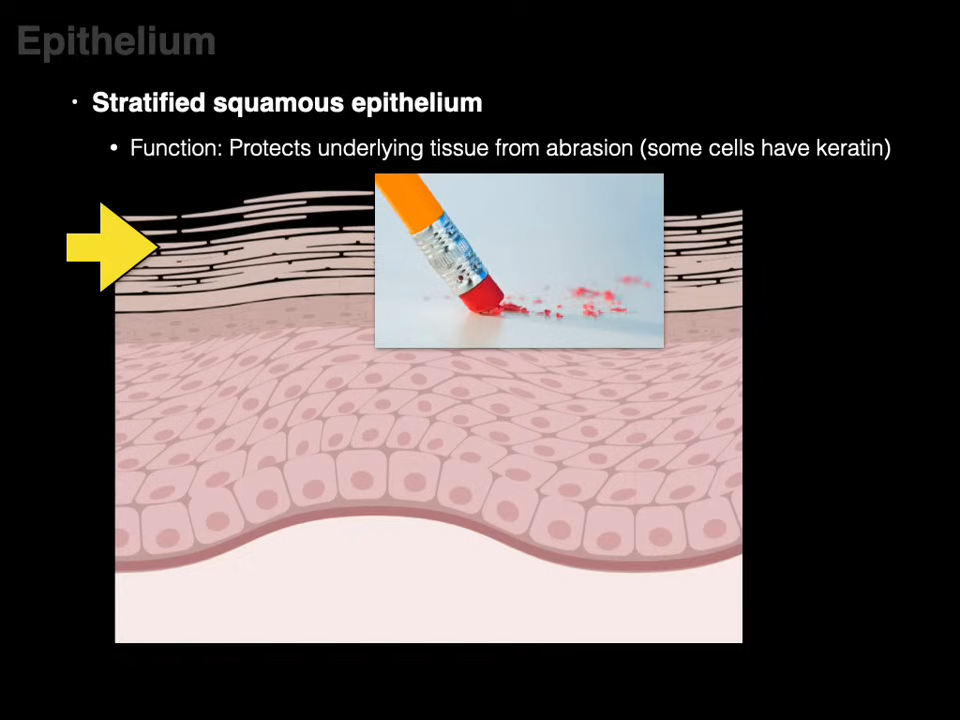 Epithelium
• Stratified squamous epithelium
• Function: Protects underlying tissue from abrasion (some cells have keratin)